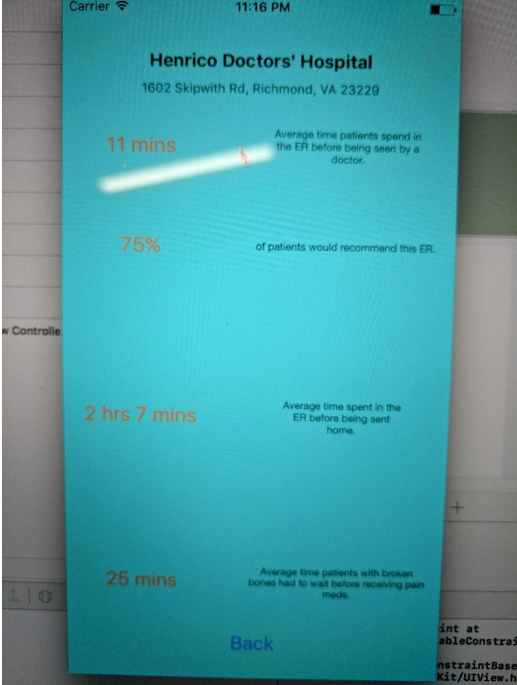 Carrier 11:16 PM
Henrico Doctors' Hospital
1602 Skipwith Rd, Richmond, VA 23229
11 mins
Average time patients spend in
the ER before being seen by a
doctor.
75%
of patients would recommend this ER.
w Controlle
2 hrs 7 mins
Average time spent in the
ER before being sent
home.
25 mins
Average time patients with broken
bones had to wait before receiving pain
meds.
Back
int at
ableConstrai
nstraintBase
Kit/UIView.h